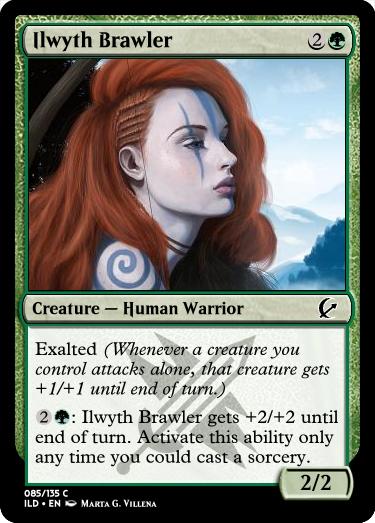 Ilwyth Brawler 2
Creature — Human Warrior
Exalted (Whenever a creature you
control attacks alone, that creature gets
+1/+1 until end of turn.)
2 : Ilwyth Brawler gets +2/+2 until
end of turn. Activate this ability only
any time you could cast a sorcery.
2/2
085/135 C
ILD • EN Marta G. Villena